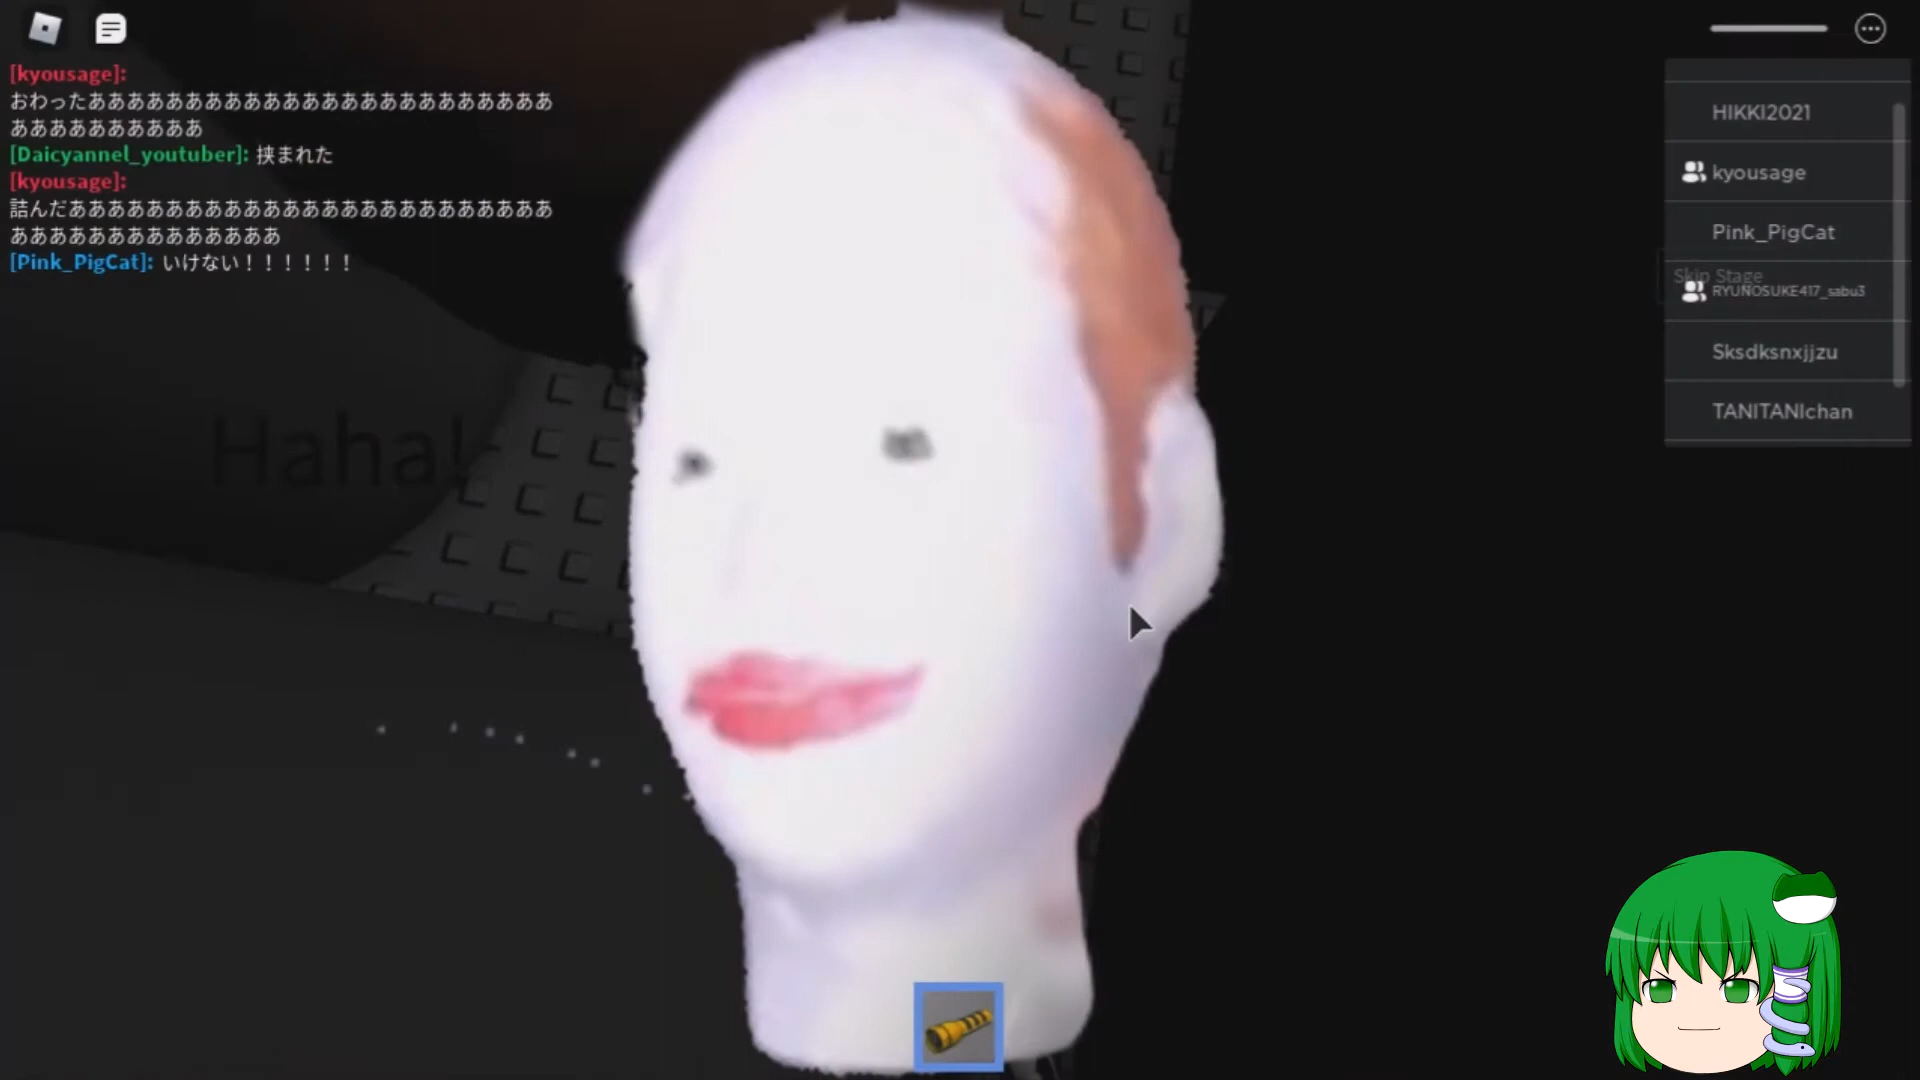 [kyousage]:
おわったあああああああああああああああああああああああああ
ああああああああああ
[Daicyannel_youtuber]: 挟まれた
[kyousage]:
詰んだああああああああああああああああああああああああああ
ああああああああああああああ
[Pink_PigCat]: いけない！！！！！！
HIKKI2021
kyousage
Pink_PigCat
Skip Stage
RYUNOSUKE417_sabu3
Sksdksnxjjzu
TANITANIchan
Haha!